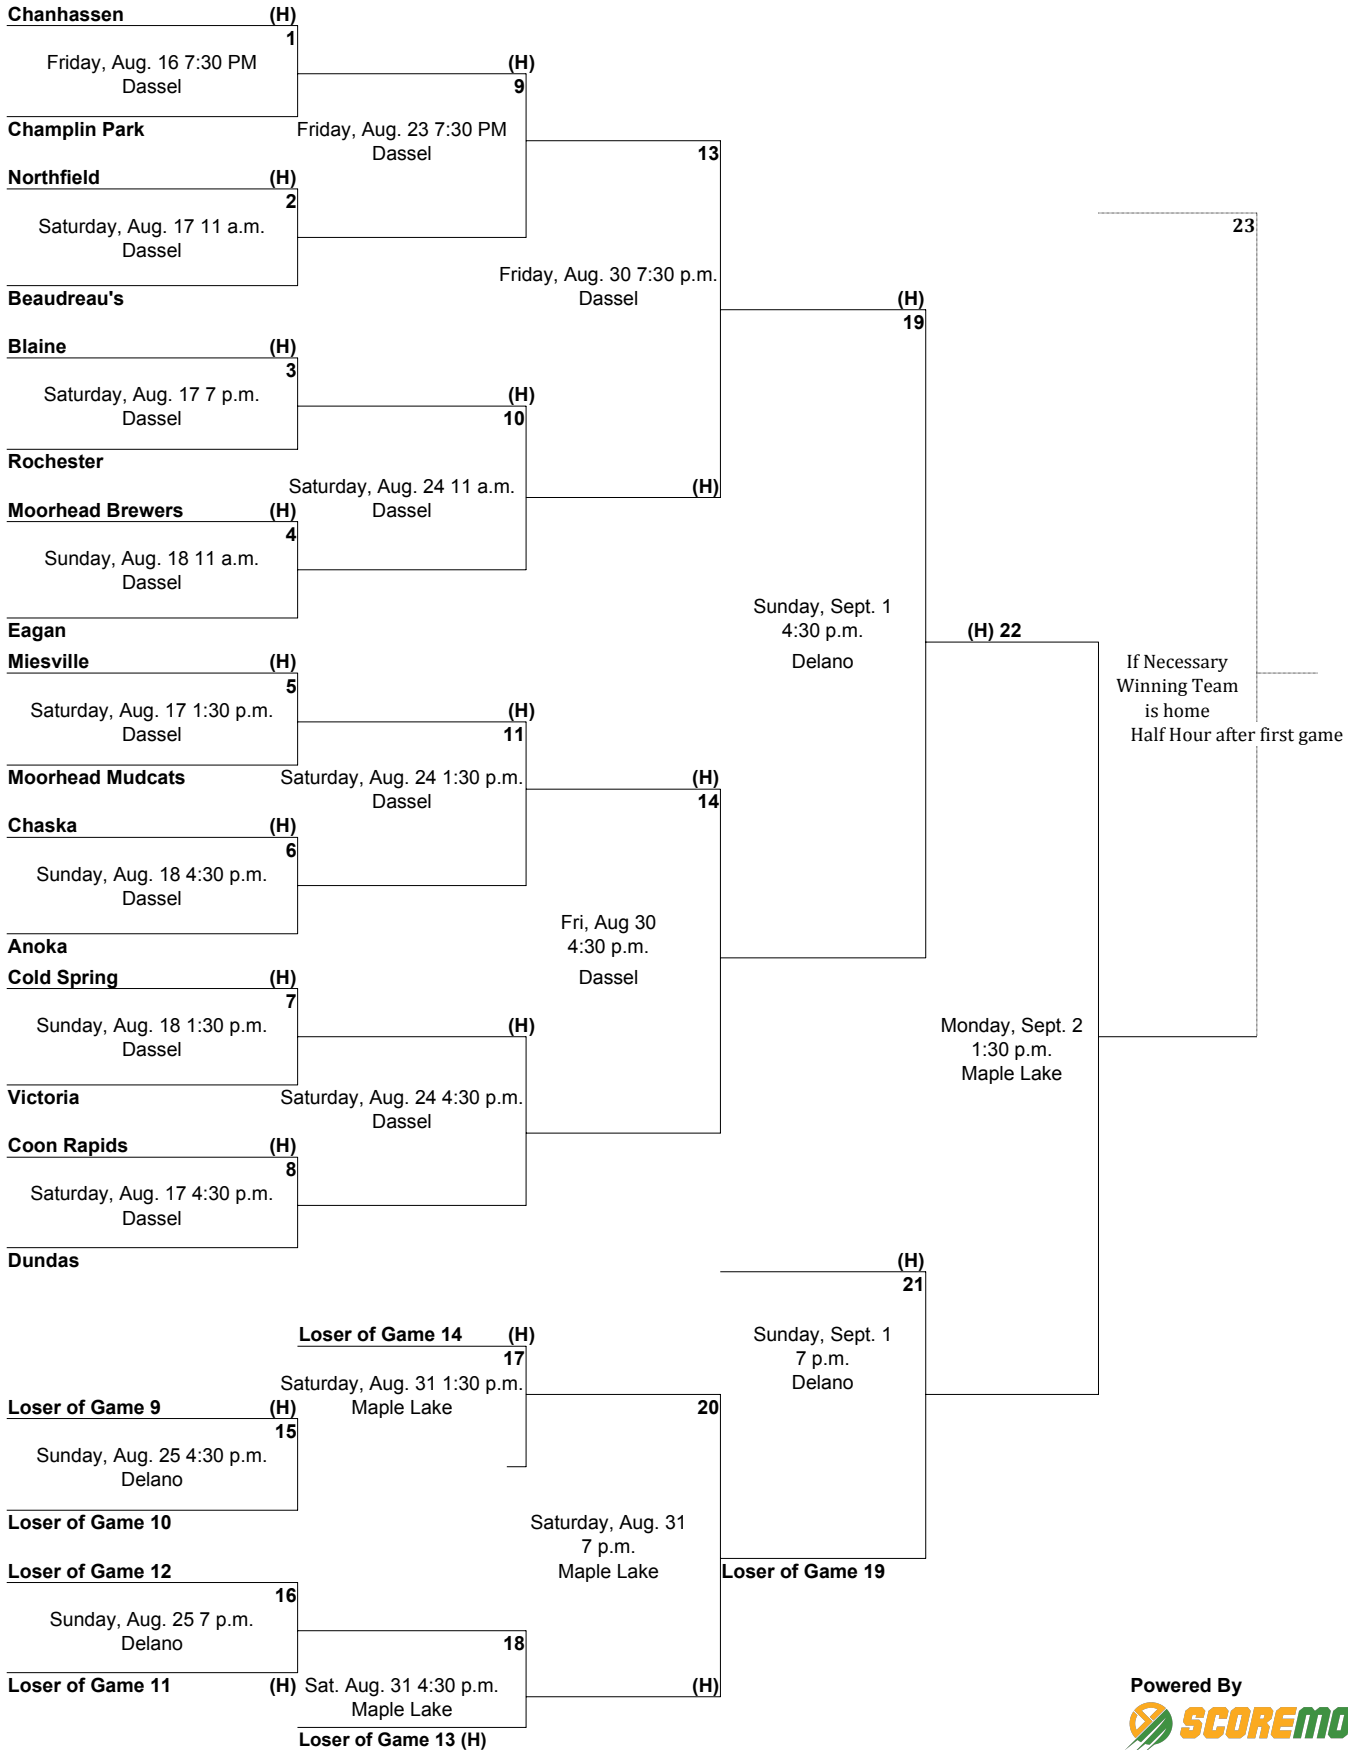 Chanhassen (H)
1
Friday, Aug. 16 7:30 PM
Dassel
Champlin Park
(H)
9
Friday, Aug. 23 7:30 PM
Dassel
Northfield (H)
2
Saturday, Aug. 17 11 a.m.
Dassel
Beaudreau's
13
Friday, Aug. 30 7:30 p.m.
Dassel
Blaine (H)
3
Saturday, Aug. 17 7 p.m.
Dassel
Rochester
(H)
10
Saturday, Aug. 24 11 a.m.
Dassel
(H)
Moorhead Brewers (H)
4
Sunday, Aug. 18 11 a.m.
Dassel
Eagan
(H)
19
Sunday, Sept. 1
4:30 p.m.
Delano
Miesville (H)
5
Saturday, Aug. 17 1:30 p.m.
Dassel
Moorhead Mudcats
(H)
11
Saturday, Aug. 24 1:30 p.m.
Dassel
Chaska (H)
6
Sunday, Aug. 18 4:30 p.m.
Dassel
Anoka
(H)
14
Fri, Aug 30
4:30 p.m.
Dassel
Cold Spring (H)
7
Sunday, Aug. 18 1:30 p.m.
Dassel
Victoria
(H)
Saturday, Aug. 24 4:30 p.m.
Dassel
Coon Rapids (H)
8
Saturday, Aug. 17 4:30 p.m.
Dassel
Dundas
(H) 22
Monday, Sept. 2
1:30 p.m.
Maple Lake
23
If Necessary
Winning Team
is home
Half Hour after first game
(H)
21
Sunday, Sept. 1
7 p.m.
Delano
Loser of Game 19
Loser of Game 14 (H)
17
Saturday, Aug. 31 1:30 p.m.
Maple Lake
Loser of Game 9 (H)
15
Sunday, Aug. 25 4:30 p.m.
Delano
Loser of Game 10
20
Saturday, Aug. 31
7 p.m.
Maple Lake
(H)
Loser of Game 12
16
Sunday, Aug. 25 7 p.m.
Delano
Loser of Game 11 (H)
18
Sat. Aug. 31 4:30 p.m.
Maple Lake
Loser of Game 13 (H)
Powered By
SCOREMO